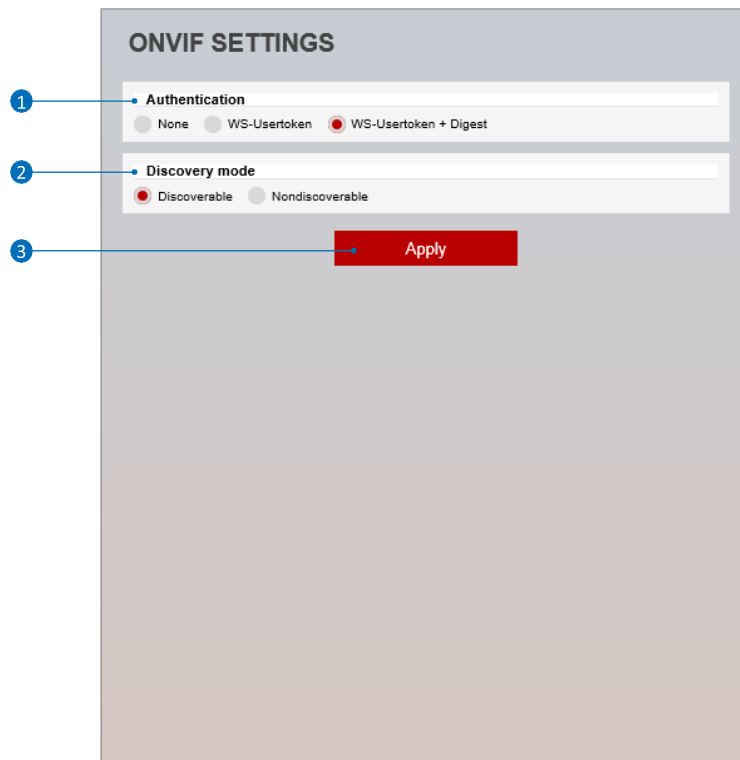 ONVIF SETTINGS
1
Authentication
None WS-Usertoken WS-Usertoken + Digest
2
Discovery mode
Discoverable Nondiscoverable
3
Apply